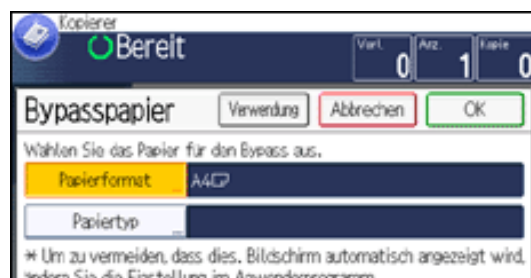 Kopierer
Bereit
Vorl. Anz. Kopie
0 1 0
Bypasspapier Verwendung Abbrechen OK
Wählen Sie das Papier für den Bypass aus.
Papierformat A4
Papiertyp
* Um zu vermeiden, dass dies. Bildschirm automatisch angezeigt wird,
ändern Sie die Einstellung im Anwenderprogramm